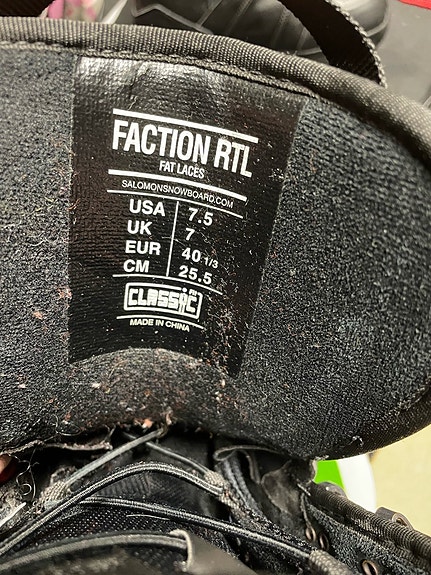 FACTION RTL
FAT LACES
SALOMONSNOWBOARD.COM
USA 7.5
UK 7
EUR 40 1/3
CM 25.5
CLASSIC
MADE IN CHINA